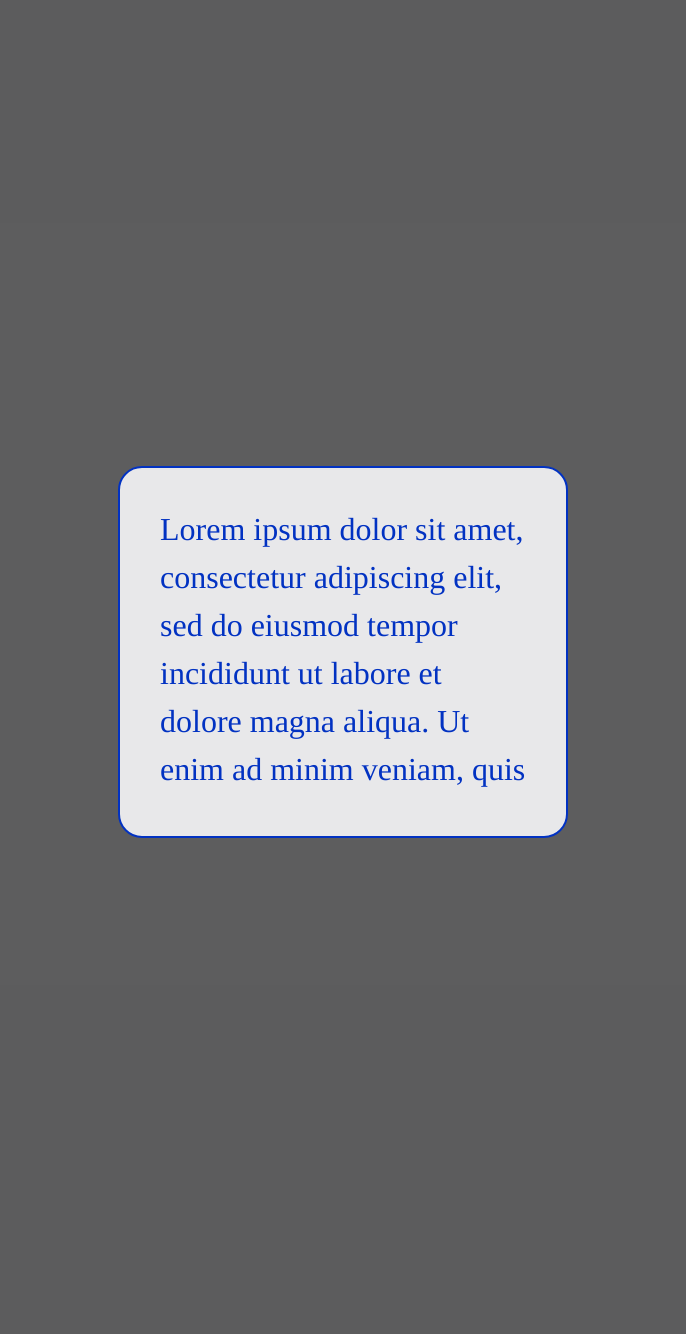 Lorem ipsum dolor sit amet,
consectetur adipiscing elit,
sed do eiusmod tempor
incididunt ut labore et
dolore magna aliqua. Ut
enim ad minim veniam, quis